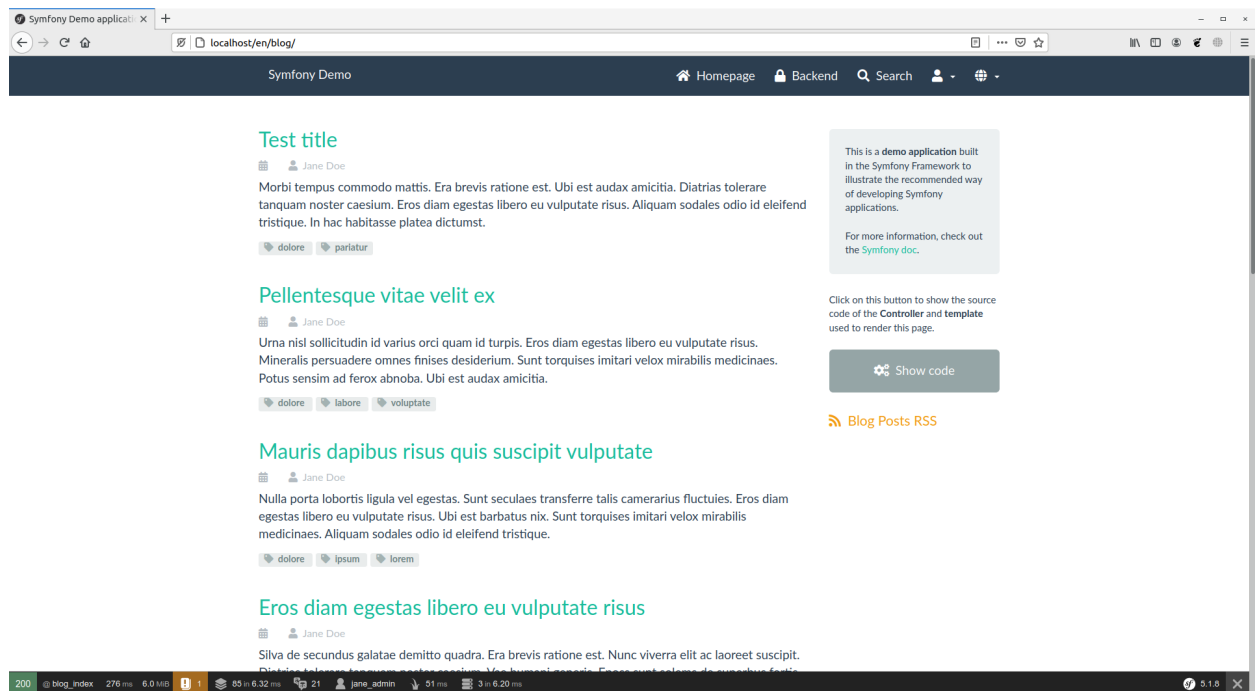 Symfony Demo applicati
localhost/en/blog/
Symfony Demo
Homepage
Backend
Search
Test title
Jane Doe
Morbi tempus commodo mattis. Era brevis ratione est. Ubi est audax amicitia. Diatrias tolerare
tanquam noster caesium. Eros diam egestas libero eu vulputate risus. Aliquam sodales odio id eleifend
tristique. In hac habitasse platea dictumst.
dolore pariatur
Pellentesque vitae velit ex
Jane Doe
Urna nisl sollicitudin id varius orci quam id turpis. Eros diam egestas libero eu vulputate risus.
Mineralis persuadere omnes finises desiderium. Sunt torquises imitari velox mirabilis medicinaes.
Potus sensim ad ferox abnoba. Ubi est audax amicitia.
dolore labore voluptate
Mauris dapibus risus quis suscipit vulputate
Jane Doe
Nulla porta lobortis ligula vel egestas. Sunt seculaes transferre talis camerarius fluctuies. Eros diam
egestas libero eu vulputate risus. Ubi est barbatus nix. Sunt torquises imitari velox mirabilis
medicinaes. Aliquam sodales odio id eleifend tristique.
dolore ipsum lorem
Eros diam egestas libero eu vulputate risus
Jane Doe
Silva de secundus galatae demitto quadra. Era brevis ratione est. Nunc viverra elit ac laoreet suscipit.
This is a demo application built
in the Symfony Framework to
illustrate the recommended way
of developing Symfony
applications.
For more information, check out
the Symfony doc.
Click on this button to show the source
code of the Controller and template
used to render this page.
Show code
Blog Posts RSS
200 @ blog_index 276 ms 6.0 MiB 1 85 in 6.32 ms 21 jane_admin 51 ms 3 in 6.20 ms 5.1.8